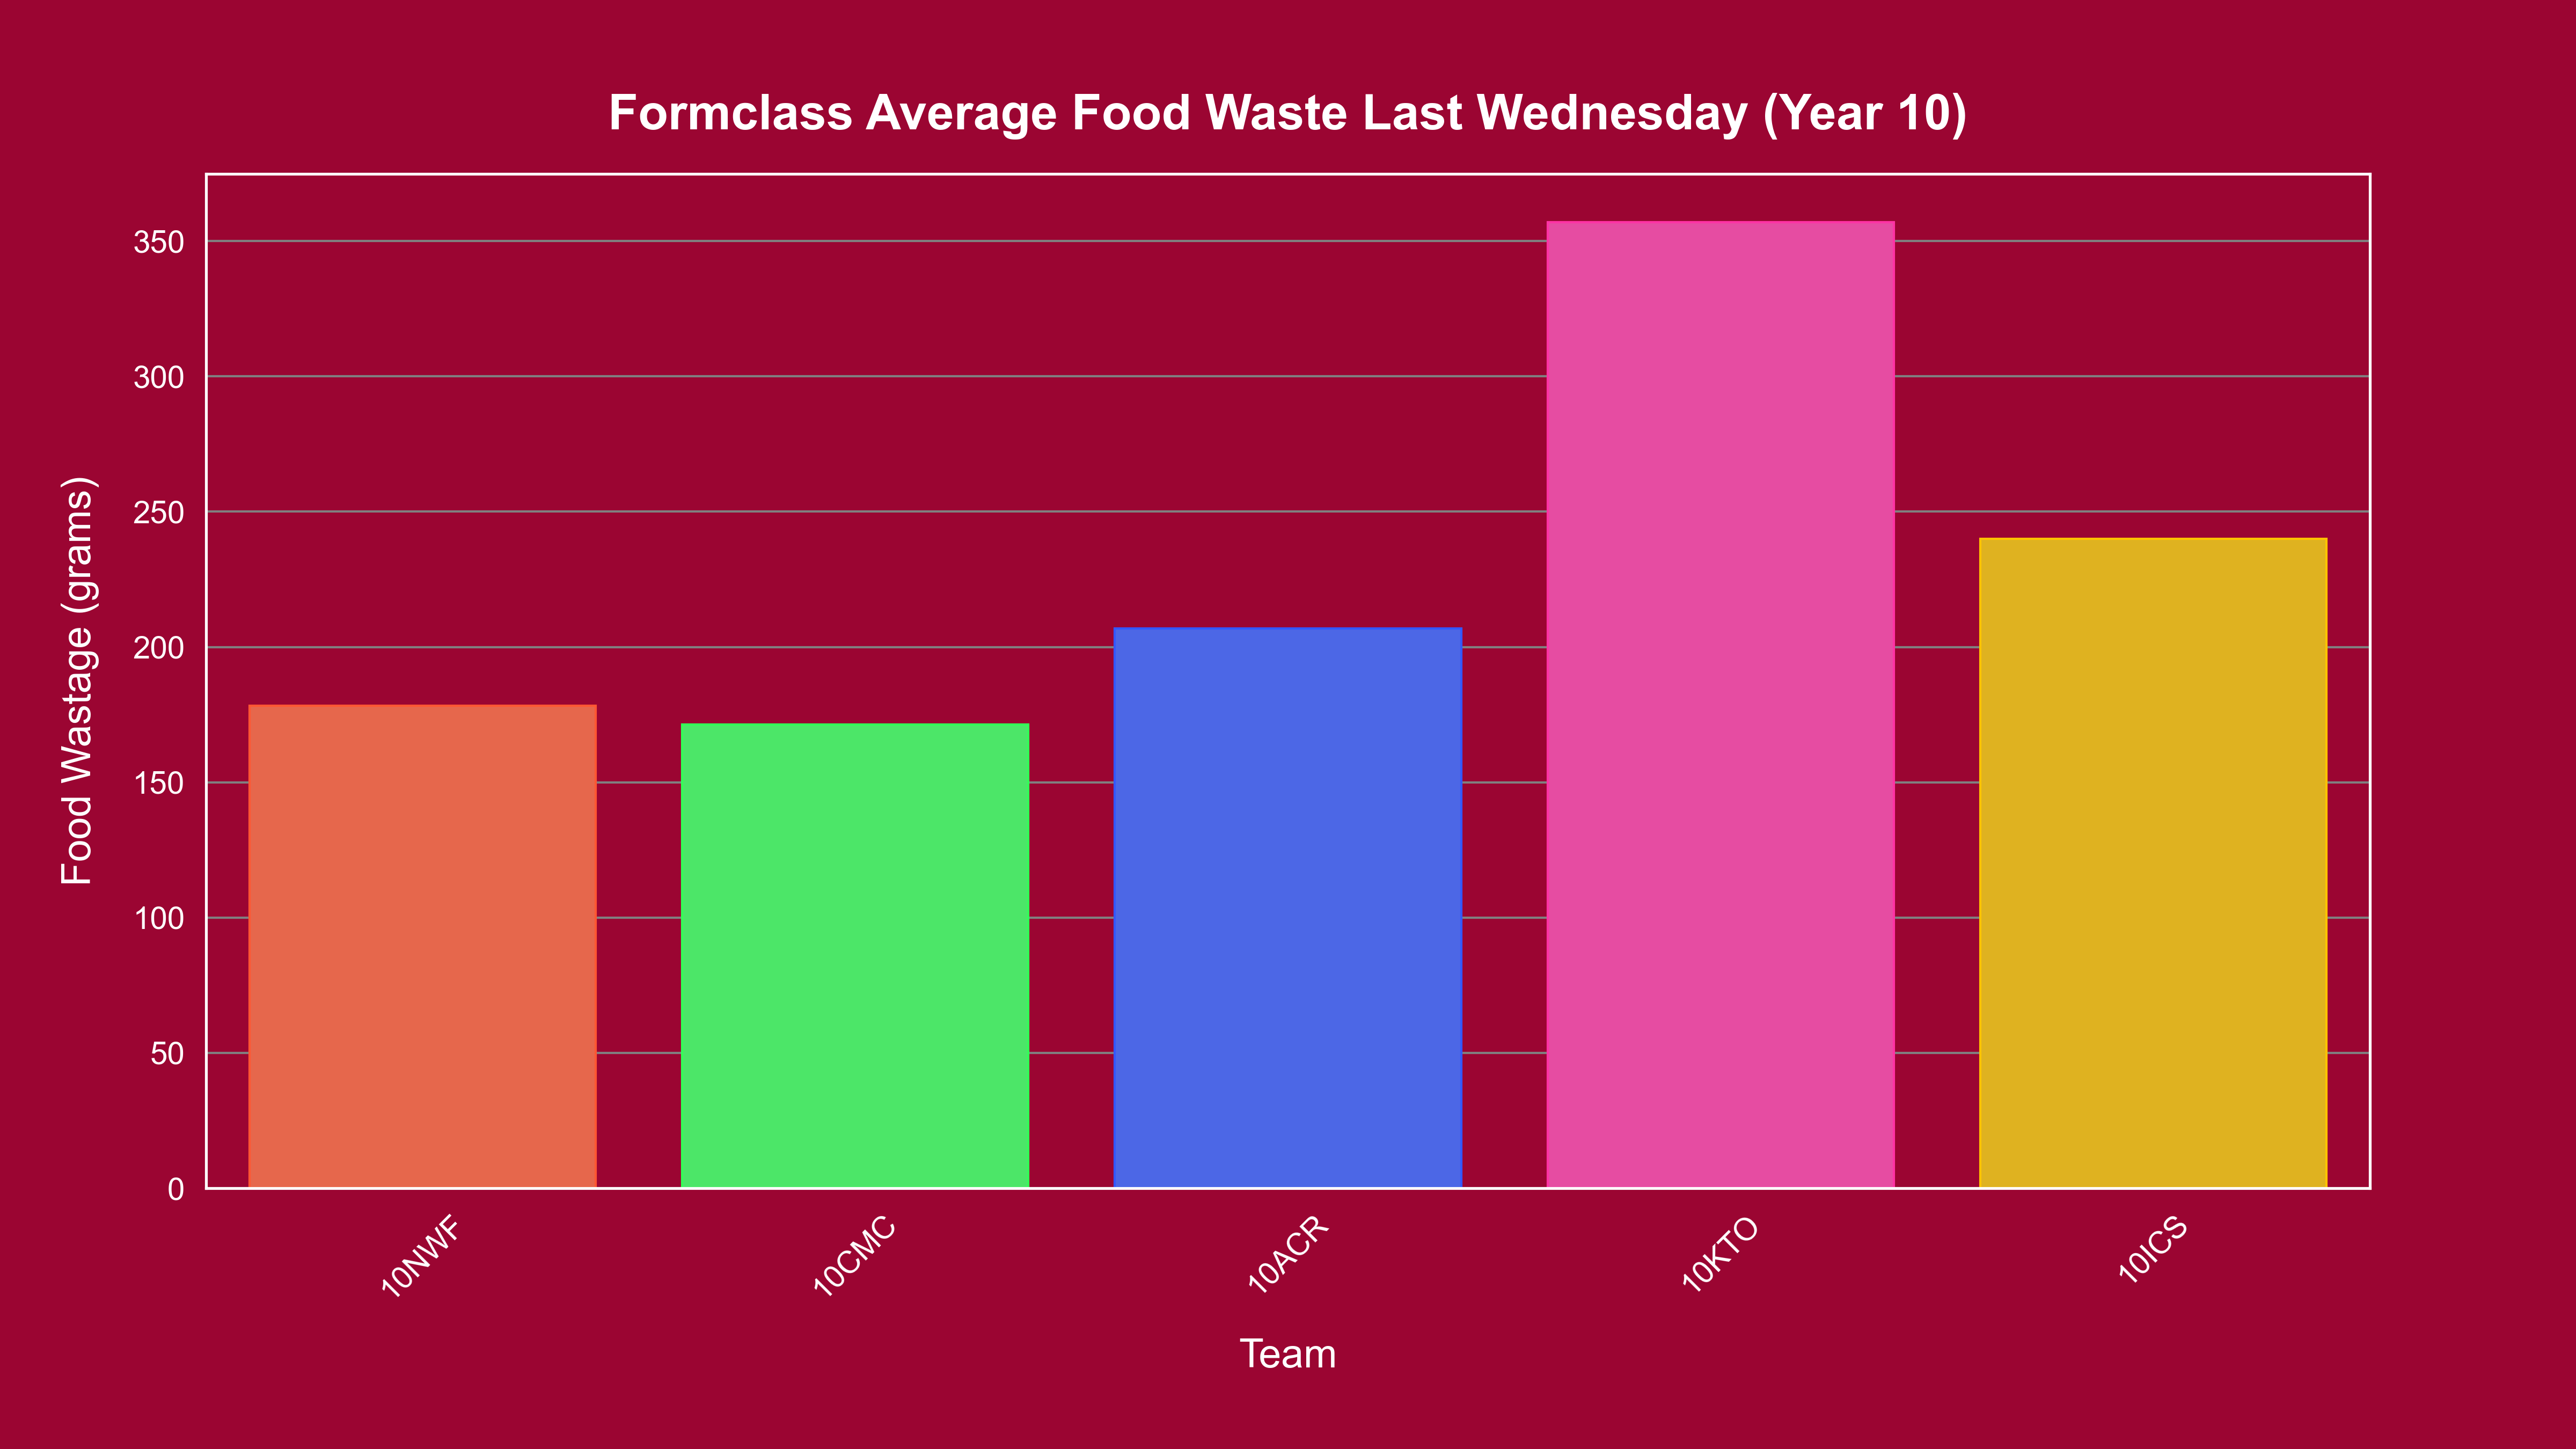 Formclass Average Food Waste Last Wednesday (Year 10)
Food Wastage (grams)
350
300
250
200
150
100
50
0
10NWF
10CMC
10ACR
10KTO
10ICS
Team